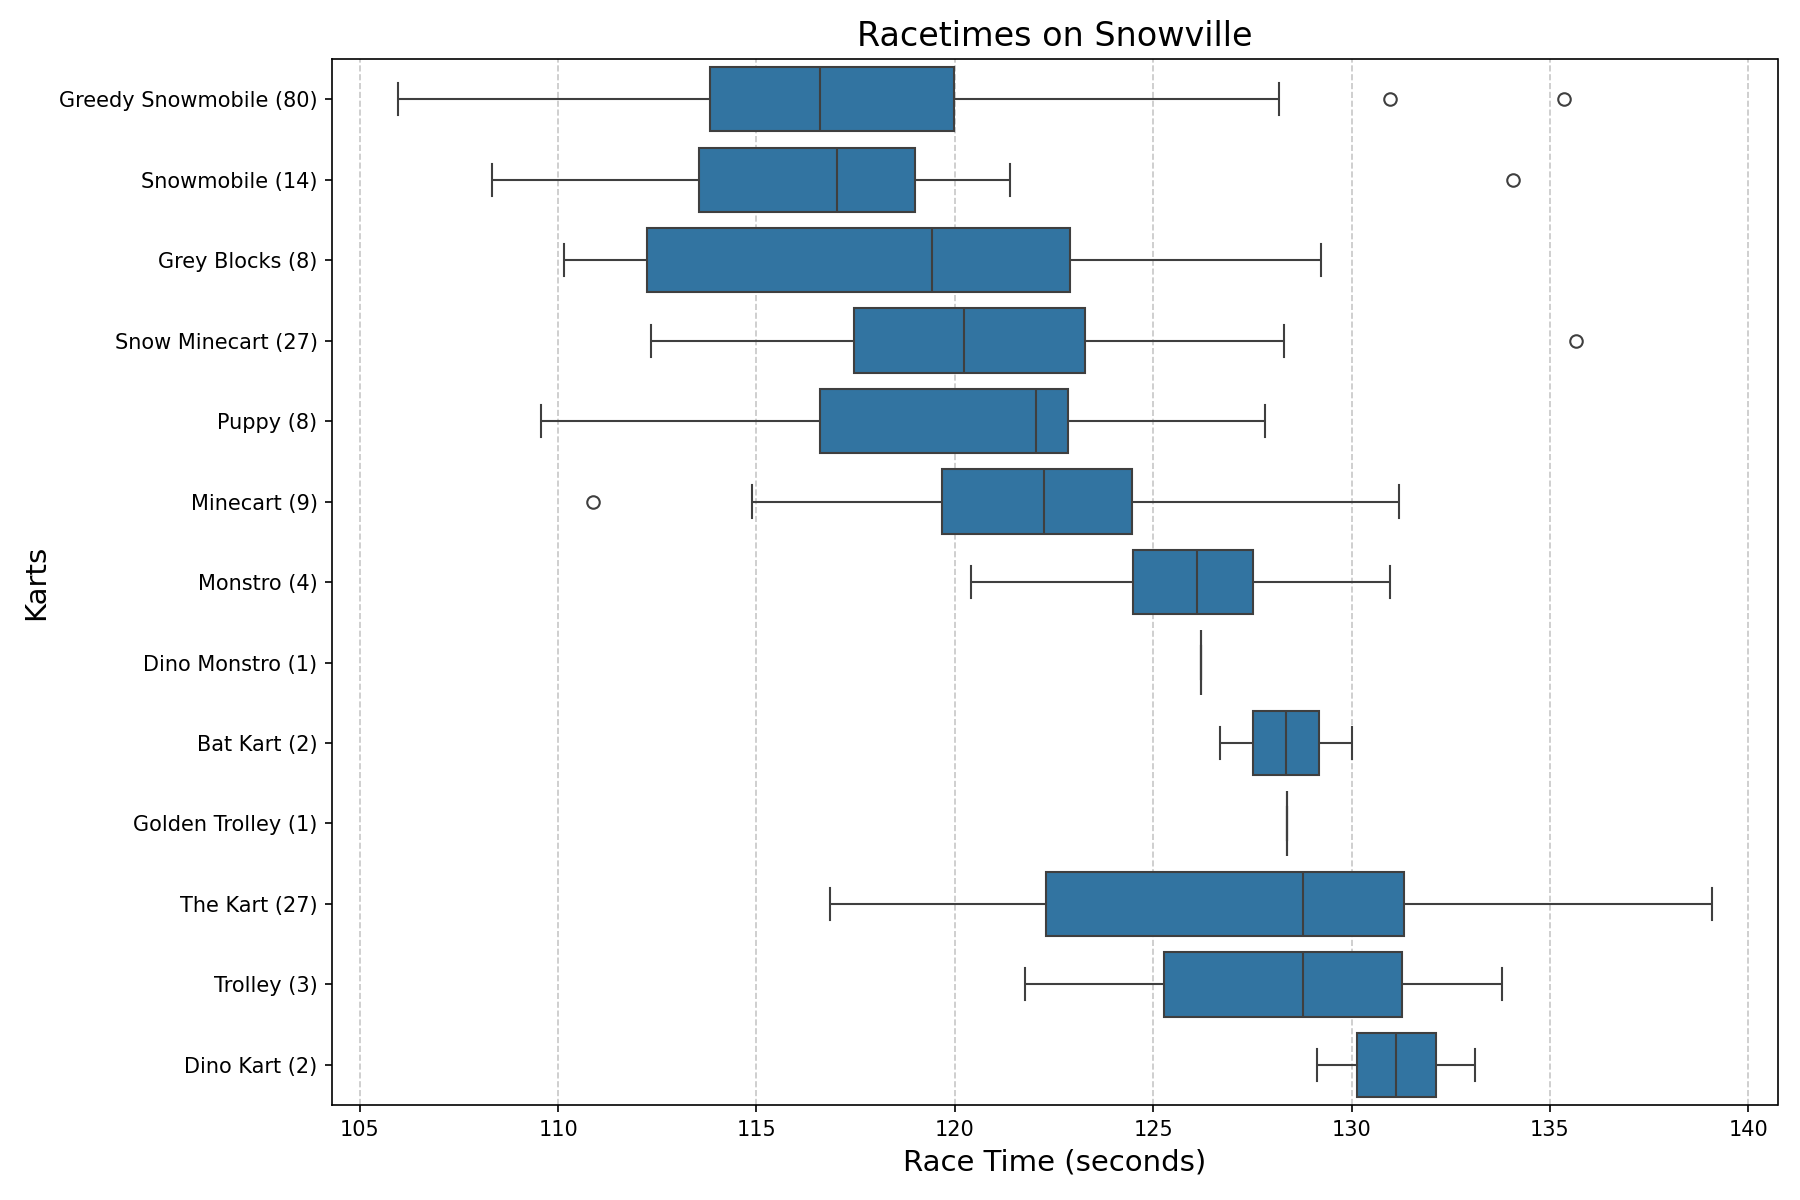 Racetimes on Snowville
Greedy Snowmobile (80)
Snowmobile (14)
Grey Blocks (8)
Snow Minecart (27)
Puppy (8)
Minecart (9)
Monstro (4)
Dino Monstro (1)
Bat Kart (2)
Golden Trolley (1)
The Kart (27)
Trolley (3)
Dino Kart (2)
Karts
105 110 115 120 125 130 135 140
Race Time (seconds)